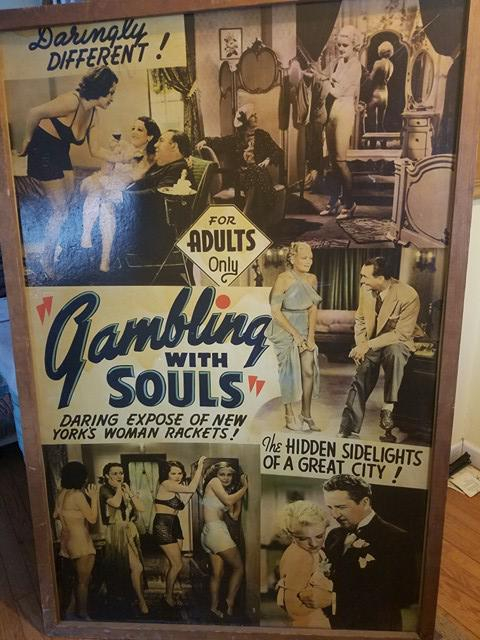 Daringly
DIFFERENT!
FOR
ADULTS
Only
"Gambling
WITH
SOULS"
DARING EXPOSE OF NEW
YORK'S WOMAN RACKETS!
The HIDDEN SIDELIGHTS
OF A GREAT CITY!